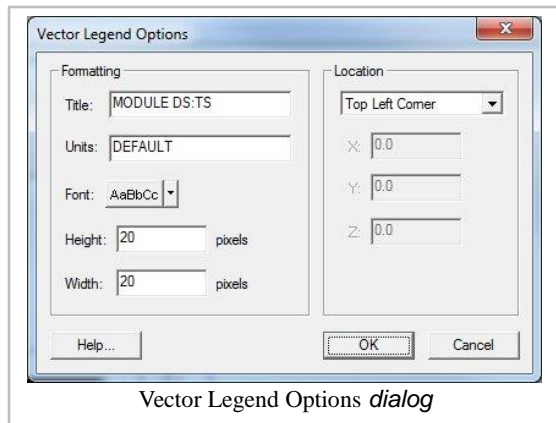 Vector Legend Options
Formatting
Title: MODULE DS:TS
Units: DEFAULT
Font: AaBbCc
Height: 20 pixels
Width: 20 pixels
Location
Top Left Corner
X: 0.0
Y: 0.0
Z: 0.0
Help...
OK
Cancel
Vector Legend Options dialog